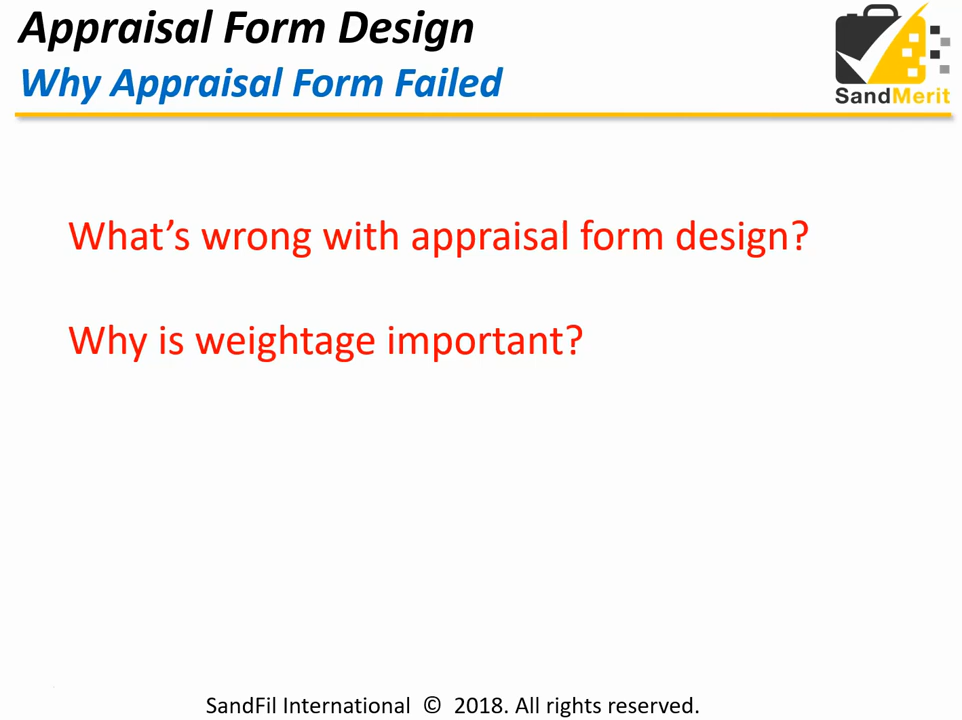 Appraisal Form Design
Why Appraisal Form Failed
SandMerit
What's wrong with appraisal form design?
Why is weightage important?
SandFil International © 2018. All rights reserved.